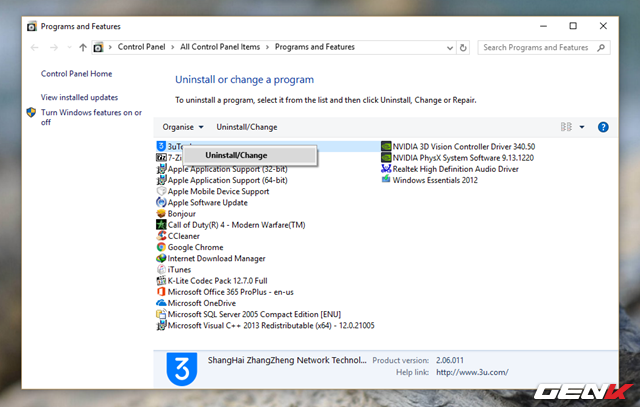 Programs and Features
Control Panel > All Control Panel Items > Programs and Features
Search Programs and Features
Control Panel Home
View installed updates
Turn Windows features on or
off
Uninstall or change a program
To uninstall a program, select it from the list and then click Uninstall, Change or Repair.
Organise Uninstall/Change
Uninstall/Change
Apple Application Support (32-bit)
Apple Application Support (64-bit)
Apple Mobile Device Support
Apple Software Update
Bonjour
Call of Duty(R) 4 - Modern Warfare(TM)
CCleaner
Google Chrome
Internet Download Manager
iTunes
K-Lite Codec Pack 12.7.0 Full
Microsoft Office 365 ProPlus - en-us
Microsoft OneDrive
Microsoft SQL Server 2005 Compact Edition [ENU]
Microsoft Visual C++ 2013 Redistributable (x64) - 12.0.21005
NVIDIA 3D Vision Controller Driver 340.50
NVIDIA PhysX System Software 9.13.1220
Realtek High Definition Audio Driver
Windows Essentials 2012
ShangHai ZhangZheng Network Technol... Product version: 2.06.011
Help link: http://www.3u.com/
GENK